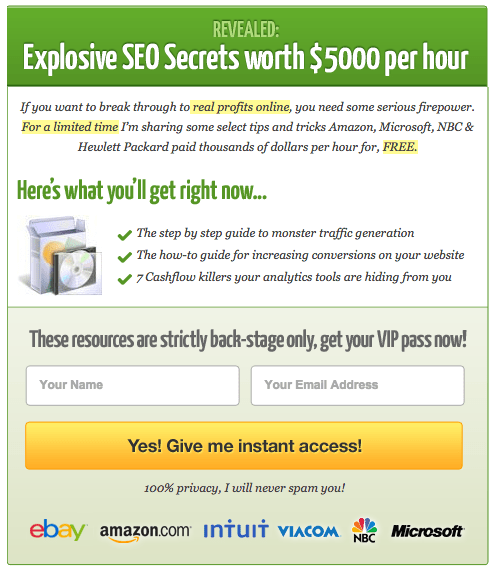 REVEALED:
Explosive SEO Secrets worth $5000 per hour
If you want to break through to real profits online, you need some serious firepower.
For a limited time I'm sharing some select tips and tricks Amazon, Microsoft, NBC &
Hewlett Packard paid thousands of dollars per hour for, FREE.
Here's what you'll get right now...
The step by step guide to monster traffic generation
The how-to guide for increasing conversions on your website
7 Cashflow killers your analytics tools are hiding from you
These resources are strictly back-stage only, get your VIP pass now!
Your Name Your Email Address
Yes! Give me instant access!
100% privacy, I will never spam you!
ebay amazon.com intuit VIACOM NBC Microsoft